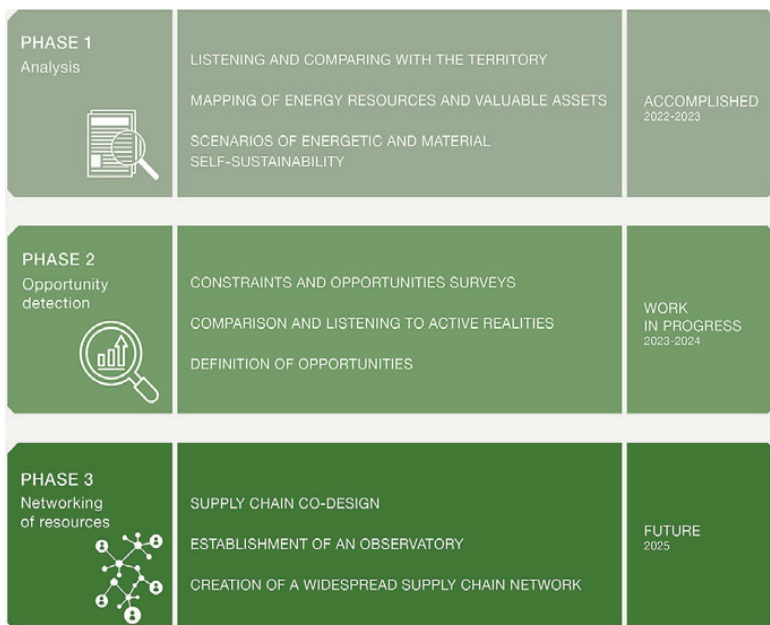 PHASE 1
Analysis
LISTENING AND COMPARING WITH THE TERRITORY
MAPPING OF ENERGY RESOURCES AND VALUABLE ASSETS
SCENARIOS OF ENERGETIC AND MATERIAL
SELF-SUSTAINABILITY
ACCOMPLISHED
2022-2023
PHASE 2
Opportunity
detection
CONSTRAINTS AND OPPORTUNITIES SURVEYS
COMPARISON AND LISTENING TO ACTIVE REALITIES
DEFINITION OF OPPORTUNITIES
WORK
IN PROGRESS
2023-2024
PHASE 3
Networking
of resources
SUPPLY CHAIN CO-DESIGN
ESTABLISHMENT OF AN OBSERVATORY
CREATION OF A WIDESPREAD SUPPLY CHAIN NETWORK
FUTURE
2025